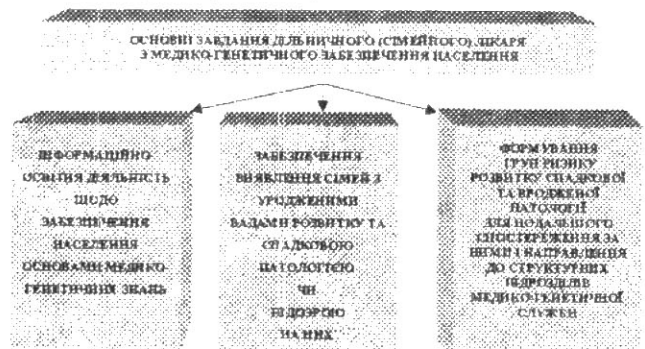 ОСНОВНІ ЗАВДАННЯ ДІЛЬНИЧНОГО (СІМЕЙНОГО) ЛІКАРЯ
З МЕДИКО-ГЕНЕТИЧНОГО ЗАБЕЗПЕЧЕННЯ НАСЕЛЕННЯ
ІНФОРМАЦІЙНО
ОСВІТНЯ ДІЯЛЬНІСТЬ
ЩОДО
ЗАБЕЗПЕЧЕННЯ
НАСЕЛЕННЯ
ОСНОВАМИ МЕДИКО-
ГЕНЕТИЧНИХ ЗНАНЬ
ЗАБЕЗПЕЧЕННЯ
ВИЯВЛЕННЯ СІМЕЙ З
УРОДЖЕНИМИ
ВАДАМИ РОЗВИТКУ ТА
СПАДКОВОЮ
ПАТОЛОГІЄЮ
ЧИ
ПІДОЗРОЮ
НА НИХ
ФОРМУВАННЯ
ГРУП РИЗИКУ
РОЗВИТКУ СПАДКОВОЇ
ТА ВРОДЖЕНОЇ
ПАТОЛОГІЇ
ДЛЯ ПОДАЛЬШОГО
СПОСТЕРЕЖЕННЯ ЗА
НИМИ І НАПРАВЛЕННЯ
ДО СТРУКТУРНИХ
ПІДРОЗДІЛІВ
МЕДИКО-ГЕНЕТИЧНОЇ
СЛУЖБИ